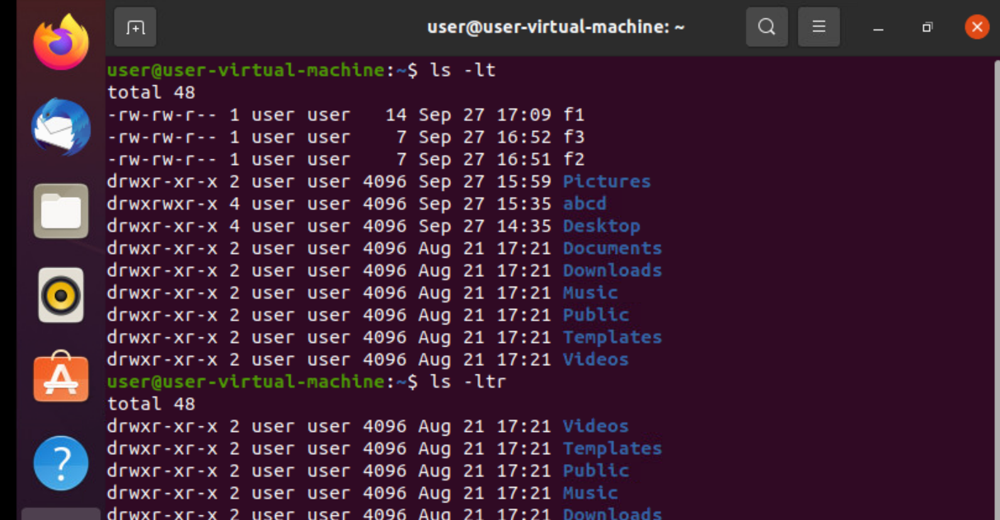 user@user-virtual-machine: ~
user@user-virtual-machine:~$ ls -lt
total 48
-rw-rw-r-- 1 user user   14 Sep 27 17:09 f1
-rw-rw-r-- 1 user user    7 Sep 27 16:52 f3
-rw-rw-r-- 1 user user    7 Sep 27 16:51 f2
drwxr-xr-x 2 user user 4096 Sep 27 15:59 Pictures
drwxrwxr-x 4 user user 4096 Sep 27 15:35 abcd
drwxr-xr-x 4 user user 4096 Sep 27 14:35 Desktop
drwxr-xr-x 2 user user 4096 Aug 21 17:21 Documents
drwxr-xr-x 2 user user 4096 Aug 21 17:21 Downloads
drwxr-xr-x 2 user user 4096 Aug 21 17:21 Music
drwxr-xr-x 2 user user 4096 Aug 21 17:21 Public
drwxr-xr-x 2 user user 4096 Aug 21 17:21 Templates
drwxr-xr-x 2 user user 4096 Aug 21 17:21 Videos
user@user-virtual-machine:~$ ls -ltr
total 48
drwxr-xr-x 2 user user 4096 Aug 21 17:21 Videos
drwxr-xr-x 2 user user 4096 Aug 21 17:21 Templates
drwxr-xr-x 2 user user 4096 Aug 21 17:21 Public
drwxr-xr-x 2 user user 4096 Aug 21 17:21 Music
drwxr-xr-x 2 user user 4096 Aug 21 17:21 Downloads